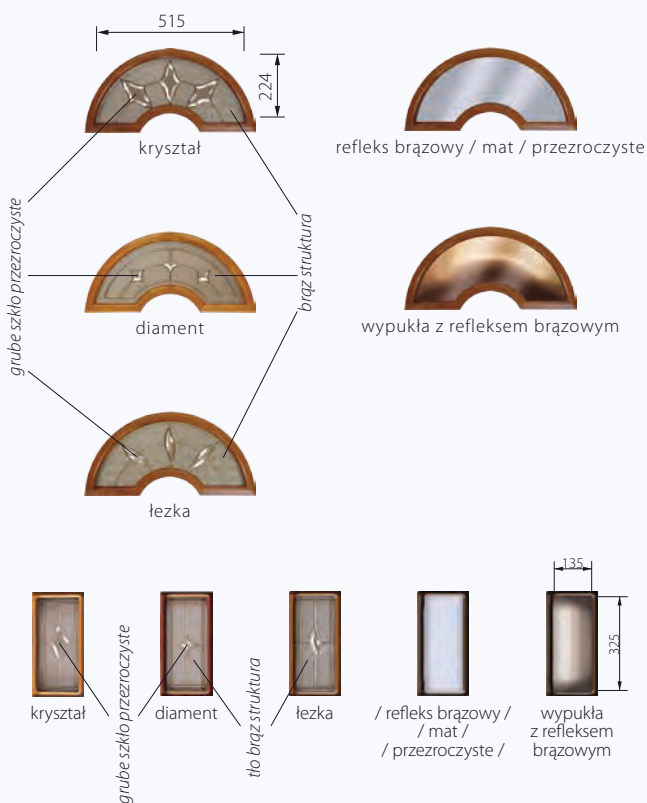 515
224
kryształ
refleks brązowy / mat / przezroczyste
grube szkło przezroczyste
brąz struktura
diament
wypukła z refleksem brązowym
łezka
135
325
kryształ
grube szkło przezroczyste
diament
tło brąz struktura
łezka
/ refleks brązowy /
/ mat /
/ przezroczyste /
wypukła
z refleksem
brązowym